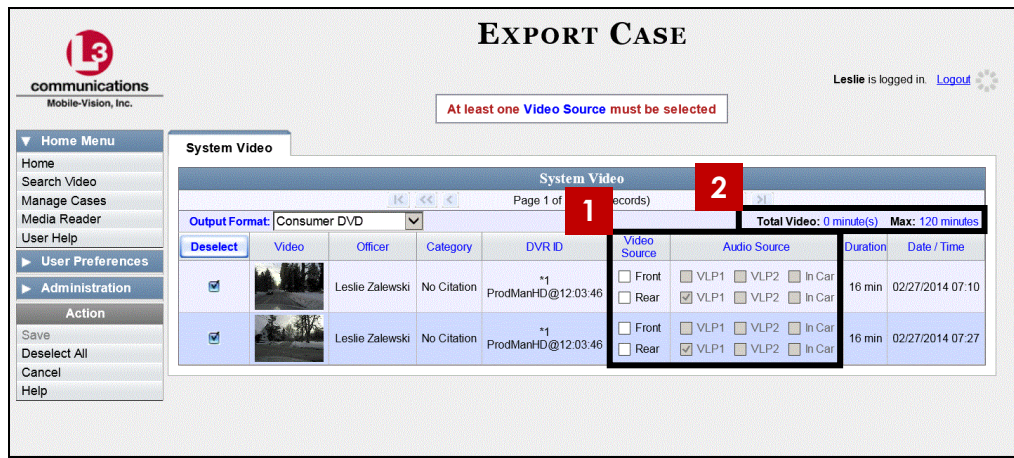 EXPORT CASE
L3
communications
Mobile-Vision, Inc.
Leslie is logged in. Logout
At least one Video Source must be selected
Home Menu
Home
Search Video
Manage Cases
Media Reader
User Help
User Preferences
Administration
Action
Save
Deselect All
Cancel
Help
System Video
System Video
Page 1 of ecords)
1
2
Output Format: Consumer DVD
Total Video: 0 minute(s) Max: 120 minutes
Deselect Video Officer Category DVR ID Video Source Audio Source Duration Date / Time
Leslie Zalewski No Citation *1 ProdManHD@12:03:46 16 min 02/27/2014 07:10
Front VLP1 VLP2 In Car
Rear VLP1 VLP2 In Car
Leslie Zalewski No Citation *1 ProdManHD@12:03:46 16 min 02/27/2014 07:27
Front VLP1 VLP2 In Car
Rear VLP1 VLP2 In Car